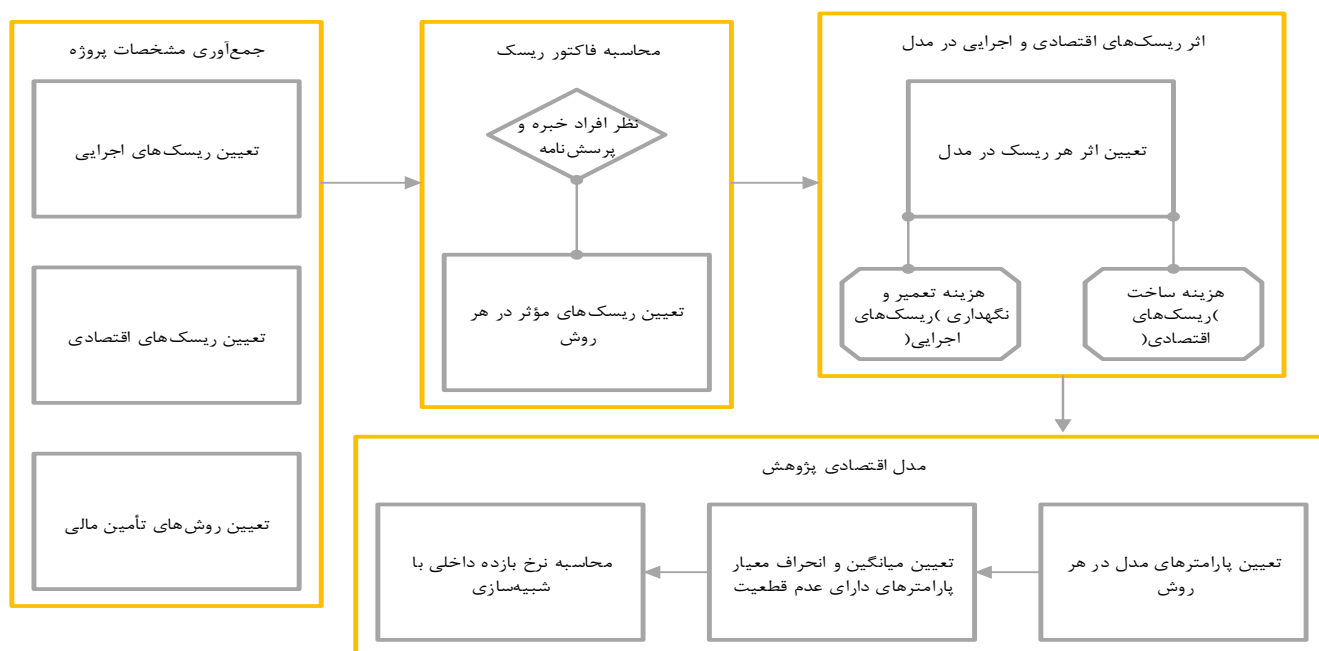 جمع‌آوری مشخصات پروژه
تعیین ریسک‌های اجرایی
تعیین ریسک‌های اقتصادی
تعیین روش‌های تأمین مالی
محاسبه فاکتور ریسک
نظر افراد خبره و
پرسش‌نامه
تعیین ریسک‌های مؤثر در هر
روش
اثر ریسک‌های اقتصادی و اجرایی در مدل
تعیین اثر هر ریسک در مدل
هزینه تعمیر و
نگهداری )ریسک‌های
اجرایی(
هزینه ساخت
)ریسک‌های
اقتصادی(
مدل اقتصادی پژوهش
تعیین پارامترهای مدل در هر
روش
تعیین میانگین و انحراف معیار
پارامترهای دارای عدم قطعیت
محاسبه نرخ بازده داخلی با
شبیه‌سازی